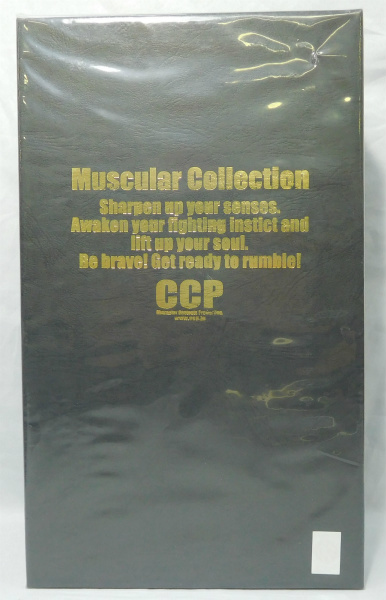 Muscular Collection
Sharpen up your senses.
Awaken your fighting instict and
lift up your soul.
Be brave! Get ready to rumble!
CCP